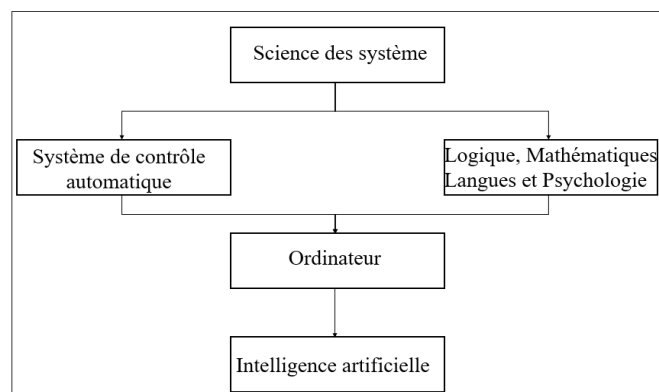 Science des système
Système de contrôle
automatique
Logique, Mathématiques
Langues et Psychologie
Ordinateur
Intelligence artificielle